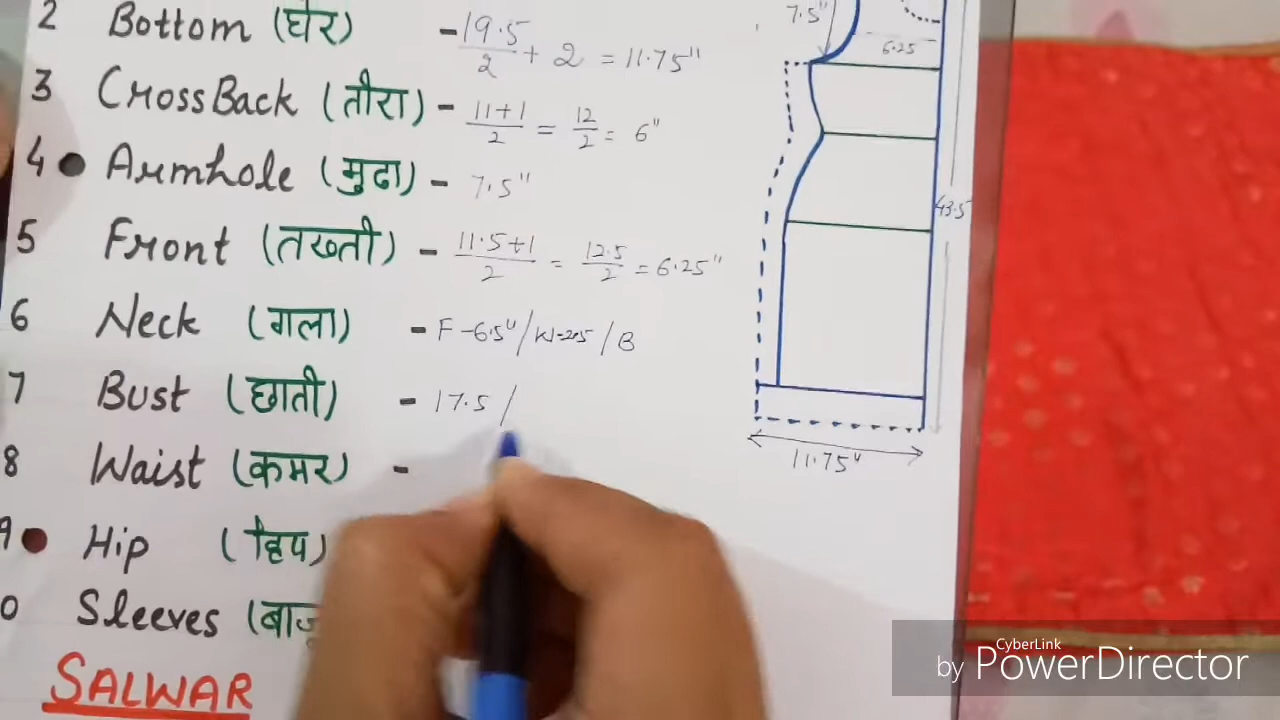 2 Bottom (घेर) - 19.5/2 + 2 = 11.75"
3 CrossBack (तीरा) - 11+1/2 = 12/2 = 6"
4 Armhole (मुढा) - 7.5"
5 Front (तख्ती) - 11.5+1/2 = 12.5/2 = 6.25"
6 Neck (गला) - F-6.5"/W-2.5/B
7 Bust (छाती) - 17.5/
8 Waist (कमर) -
9 Hip (हिप)
0 Sleeves (बाजू
SALWAR
7.5"
6.25
43.5
11.75"
CyberLink
by PowerDirector